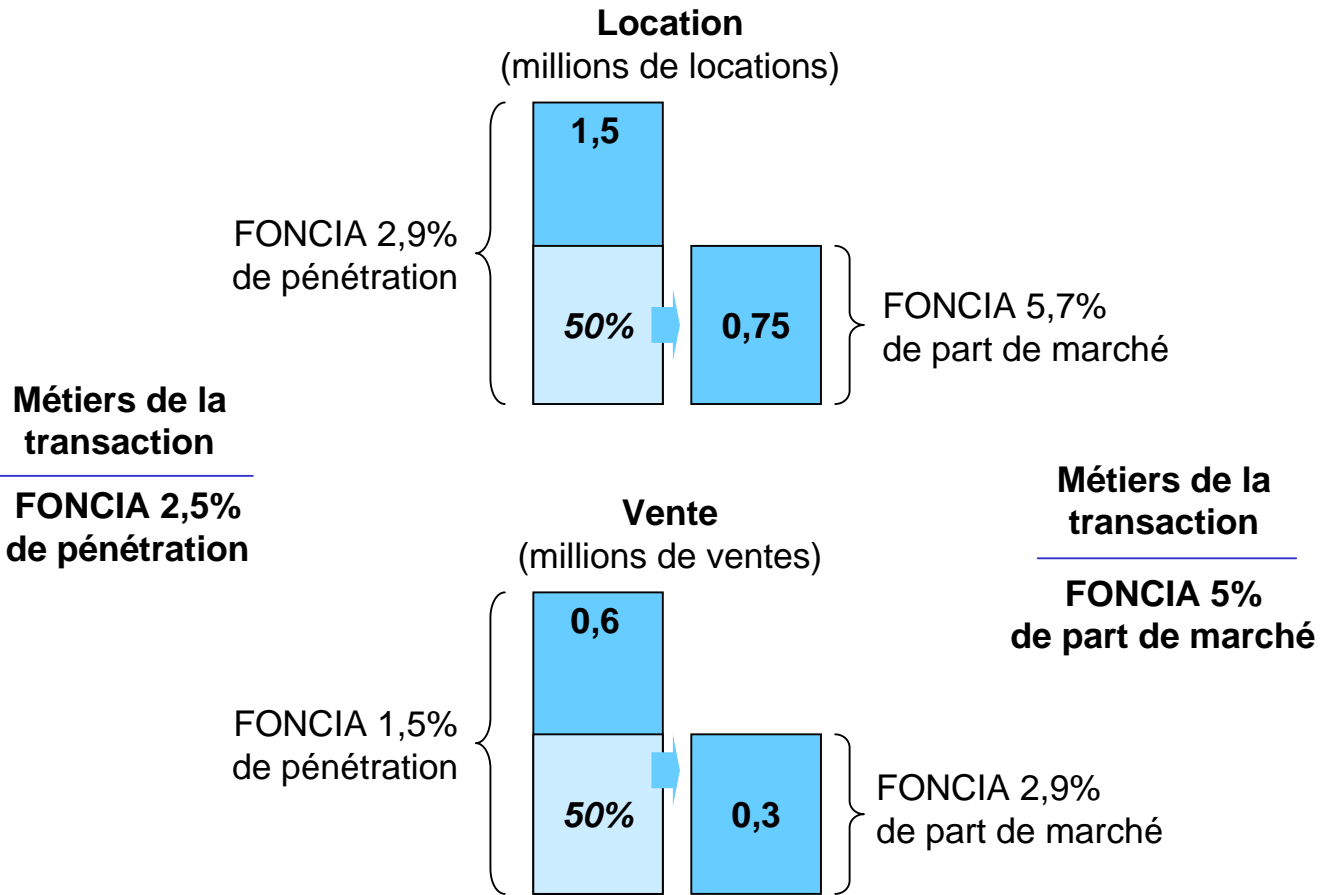 Location
(millions de locations)
1,5
FONCIA 2,9%
de pénétration
50%
0,75
FONCIA 5,7%
de part de marché
Métiers de la
transaction
FONCIA 2,5%
de pénétration
Métiers de la
transaction
FONCIA 5%
de part de marché
Vente
(millions de ventes)
0,6
FONCIA 1,5%
de pénétration
50%
0,3
FONCIA 2,9%
de part de marché